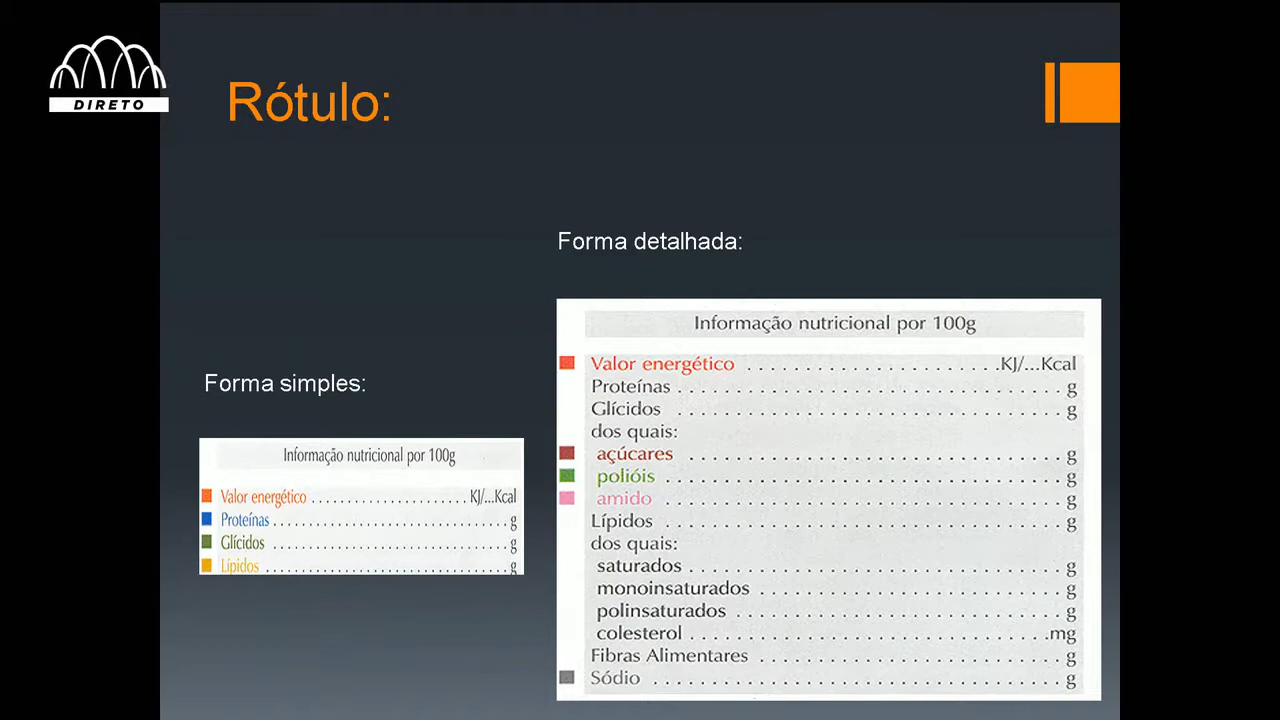 DIRETO
Rótulo:
Forma detalhada:
Informação nutricional por 100g
Valor energético . . . . . . . . . . . . . . . . .KJ/...Kcal
Proteínas . . . . . . . . . . . . . . . . . . . . . . . . . . g
Glícidos . . . . . . . . . . . . . . . . . . . . . . . . . . g
dos quais:
açúcares . . . . . . . . . . . . . . . . . . . . . . . . . g
polióis . . . . . . . . . . . . . . . . . . . . . . . . . . g
amido . . . . . . . . . . . . . . . . . . . . . . . . . . g
Lípidos . . . . . . . . . . . . . . . . . . . . . . . . . . g
dos quais:
saturados . . . . . . . . . . . . . . . . . . . . . . . . . g
monoinsaturados . . . . . . . . . . . . . . . . . . . . . g
polinsaturados . . . . . . . . . . . . . . . . . . . . . . g
colesterol . . . . . . . . . . . . . . . . . . . . . . . .mg
Fibras Alimentares . . . . . . . . . . . . . . . . . . . . . g
Sódio . . . . . . . . . . . . . . . . . . . . . . . . . . . g
Forma simples:
Informação nutricional por 100g
Valor energético . . . . . . . . . . . . . . . . . . . . . . KJ/...Kcal
Proteínas . . . . . . . . . . . . . . . . . . . . . . . . . . . . . . . . g
Glícidos . . . . . . . . . . . . . . . . . . . . . . . . . . . . . . . . g
Lípidos . . . . . . . . . . . . . . . . . . . . . . . . . . . . . . . . g